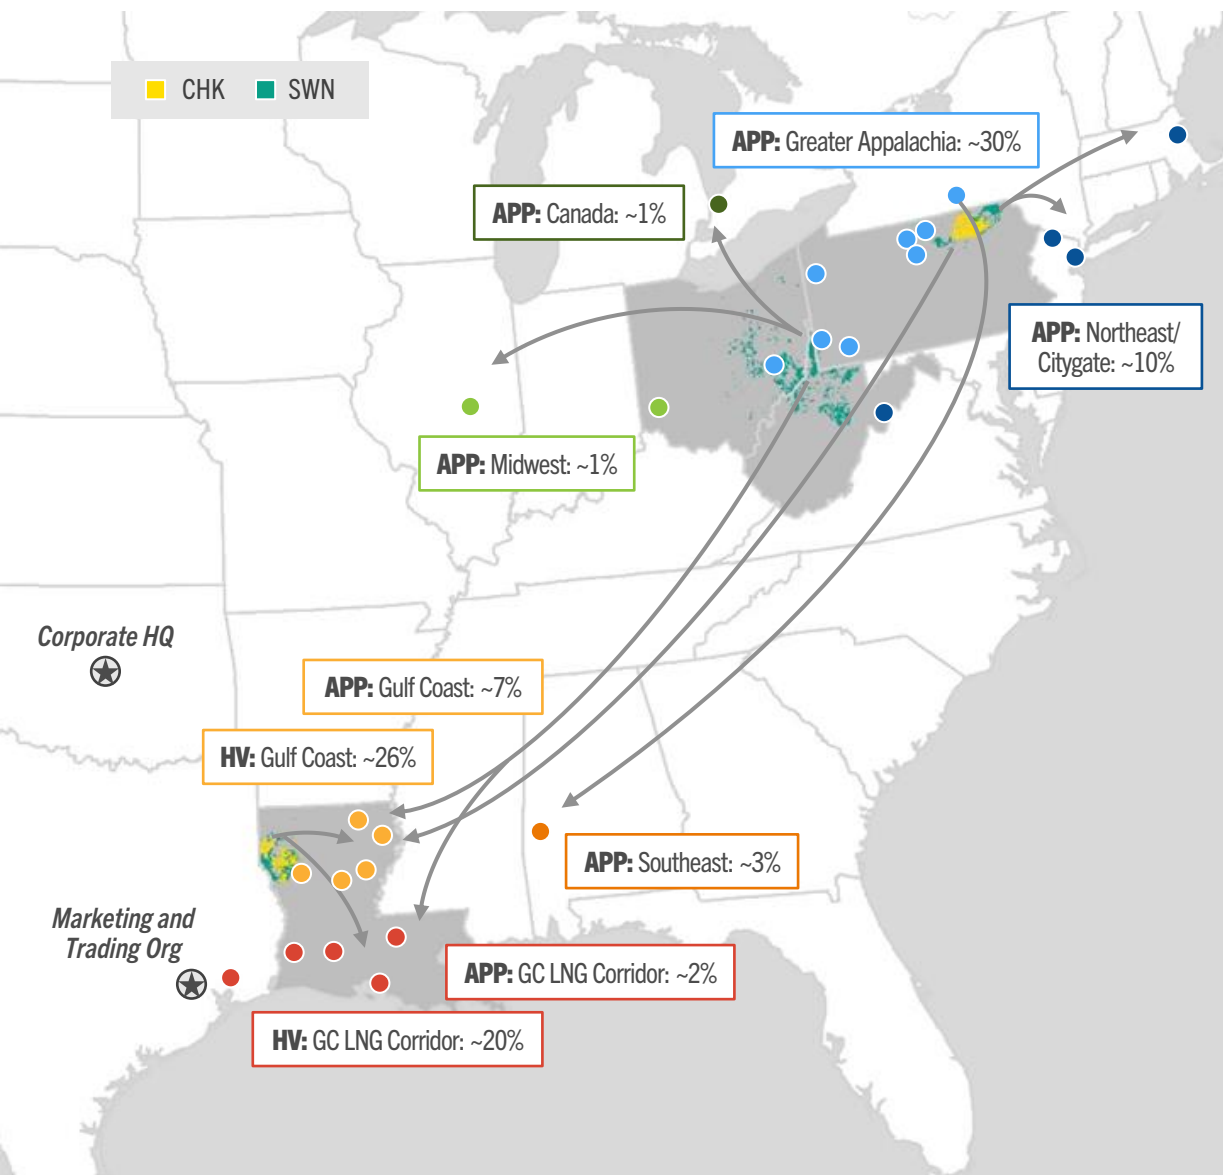 CHK SWN
APP: Greater Appalachia: ~30%
APP: Canada: ~1%
APP: Northeast/
Citygate: ~10%
APP: Midwest: ~1%
Corporate HQ
APP: Gulf Coast: ~7%
HV: Gulf Coast: ~26%
APP: Southeast: ~3%
Marketing and
Trading Org
APP: GC LNG Corridor: ~2%
HV: GC LNG Corridor: ~20%